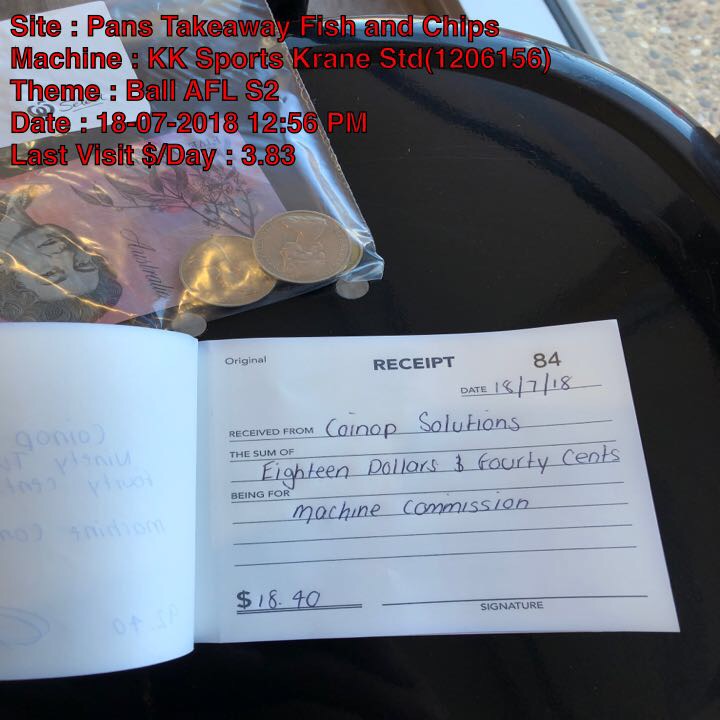 Site : Pans Takeaway Fish and Chips
Machine : KK Sports Krane Std(1206156)
Theme : Ball AFL S2
Date : 18-07-2018 12:56 PM
Last Visit $/Day : 3.83
Select
Australia
Original RECEIPT 84
DATE 18/7/18
RECEIVED FROM Coinop Solutions
THE SUM OF
Eighteen Dollars & Fourty Cents
BEING FOR
Machine Commission
$ 18.40
SIGNATURE